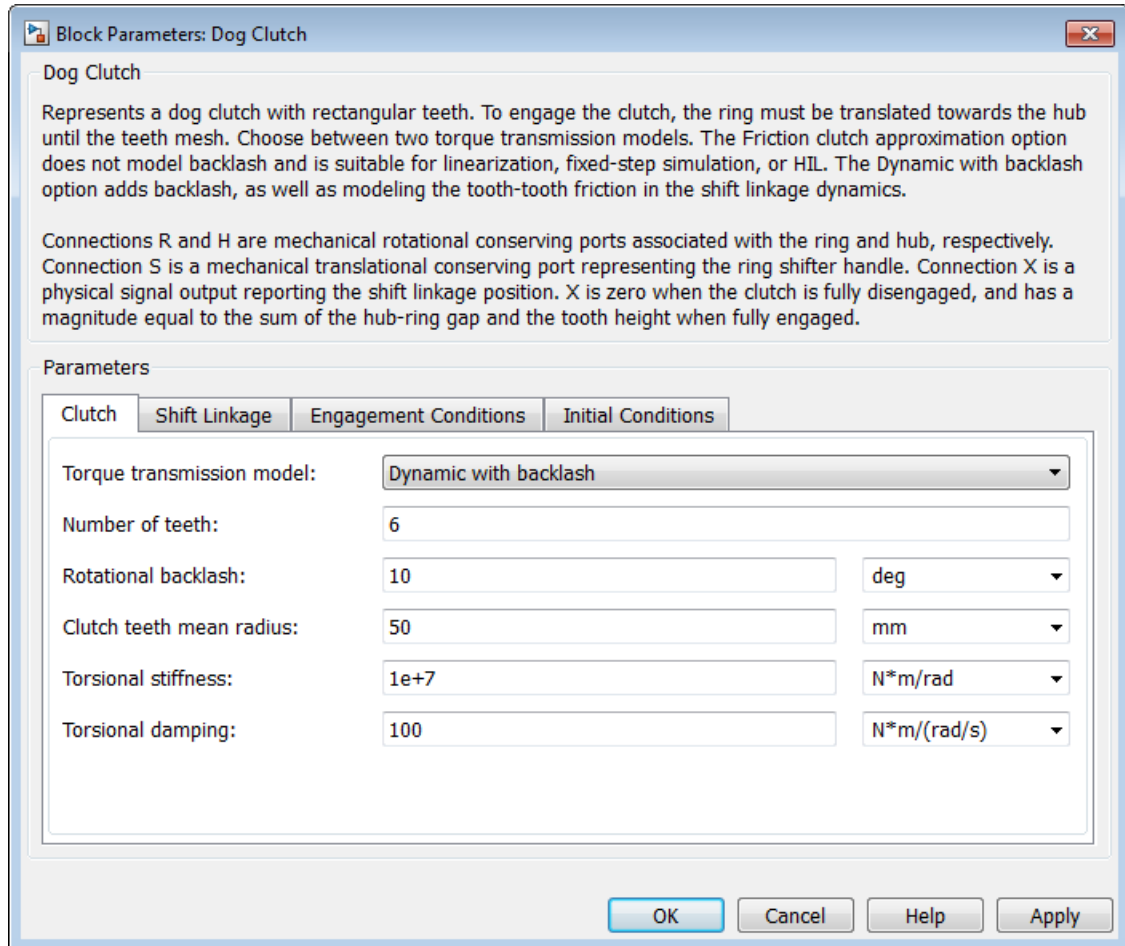 Block Parameters: Dog Clutch
Dog Clutch
Represents a dog clutch with rectangular teeth. To engage the clutch, the ring must be translated towards the hub
until the teeth mesh. Choose between two torque transmission models. The Friction clutch approximation option
does not model backlash and is suitable for linearization, fixed-step simulation, or HIL. The Dynamic with backlash
option adds backlash, as well as modeling the tooth-tooth friction in the shift linkage dynamics.
Connections R and H are mechanical rotational conserving ports associated with the ring and hub, respectively.
Connection S is a mechanical translational conserving port representing the ring shifter handle. Connection X is a
physical signal output reporting the shift linkage position. X is zero when the clutch is fully disengaged, and has a
magnitude equal to the sum of the hub-ring gap and the tooth height when fully engaged.
Parameters
Clutch Shift Linkage Engagement Conditions Initial Conditions
Torque transmission model: Dynamic with backlash
Number of teeth: 6
Rotational backlash: 10 deg
Clutch teeth mean radius: 50 mm
Torsional stiffness: 1e+7 N*m/rad
Torsional damping: 100 N*m/(rad/s)
OK Cancel Help Apply